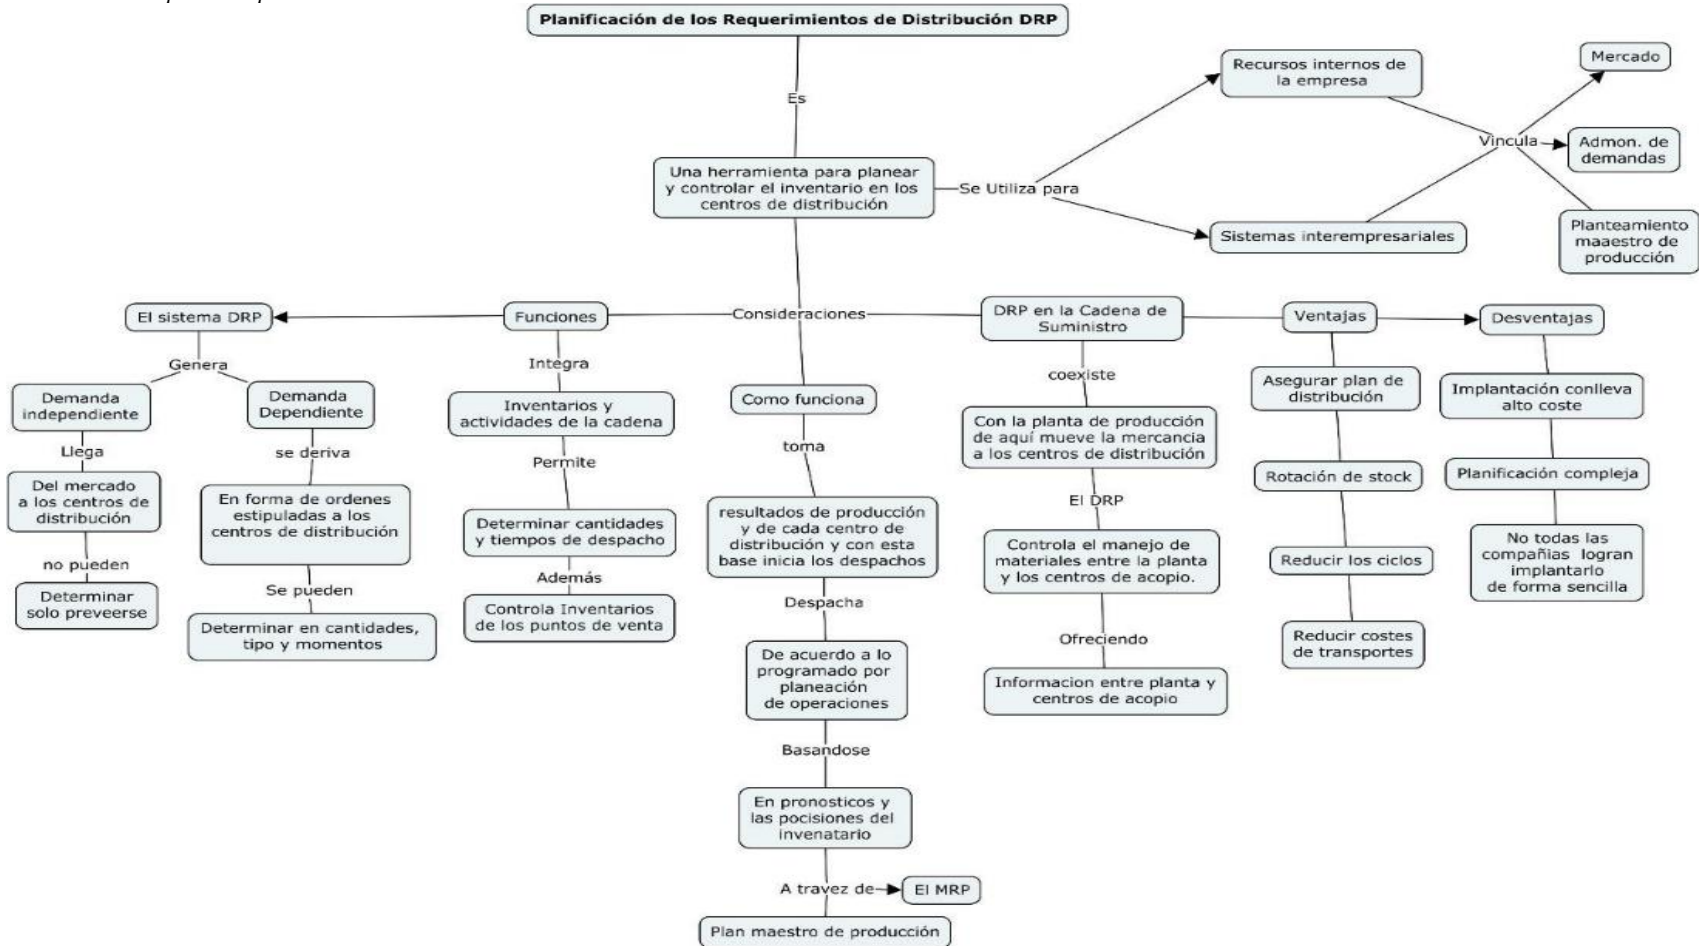 Planificación de los Requerimientos de Distribución DRP
Es
Una herramienta para planear
y controlar el inventario en los
centros de distribución
Se Utiliza para
Recursos internos de
la empresa
Sistemas interempresariales
Vincula
Mercado
Admon. de
demandas
Planteamiento
maaestro de
producción
Consideraciones
El sistema DRP
Genera
Demanda
independiente
Llega
Del mercado
a los centros de
distribución
no pueden
Determinar
solo preveerse
Demanda
Dependiente
se deriva
En forma de ordenes
estipuladas a los
centros de distribución
Se pueden
Determinar en cantidades,
tipo y momentos
Funciones
Integra
Inventarios y
actividades de la cadena
Permite
Determinar cantidades
y tiempos de despacho
Además
Controla Inventarios
de los puntos de venta
Como funciona
toma
resultados de producción
y de cada centro de
distribución y con esta
base inicia los despachos
Despacha
De acuerdo a lo
programado por
planeación
de operaciones
Basandose
En pronosticos y
las pocisiones del
invenatario
A travez de
El MRP
Plan maestro de producción
DRP en la Cadena de
Suministro
coexiste
Con la planta de producción
de aquí mueve la mercancia
a los centros de distribución
El DRP
Controla el manejo de
materiales entre la planta
y los centros de acopio.
Ofreciendo
Informacion entre planta y
centros de acopio
Ventajas
Asegurar plan de
distribución
Rotación de stock
Reducir los ciclos
Reducir costes
de transportes
Desventajas
Implantación conlleva
alto coste
Planificación compleja
No todas las
compañias logran
implantarlo
de forma sencilla